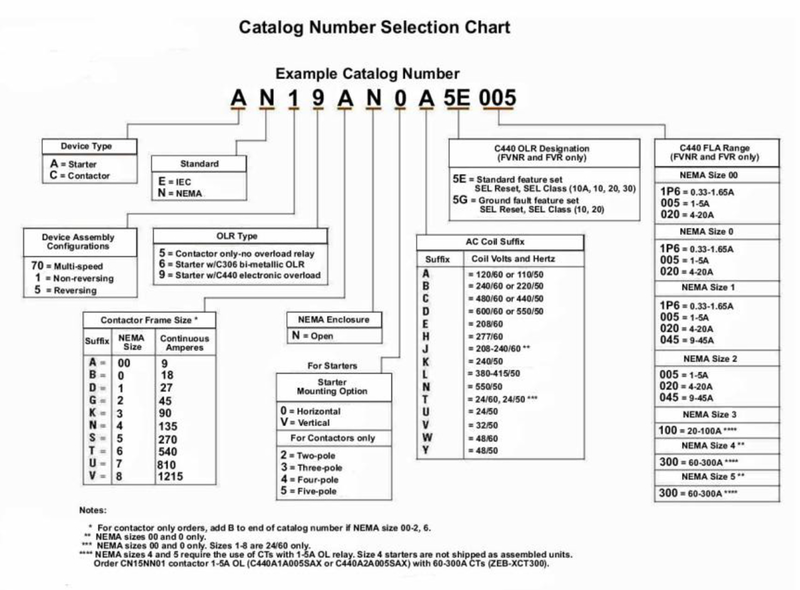 Catalog Number Selection Chart
Example Catalog Number
A N 1 9 A N 0 A 5E 005
Device Type
A = Starter
C = Contactor
Standard
E = IEC
N = NEMA
C440 OLR Designation
(FVNR and FVR only)
5E = Standard feature set
SEL Reset, SEL Class (10A, 10, 20, 30)
5G = Ground fault feature set
SEL Reset, SEL Class (10, 20)
C440 FLA Range
(FVNR and FVR only)
NEMA Size 00
1P6 = 0.33-1.65A
005 = 1-5A
020 = 4-20A
NEMA Size 0
1P6 = 0.33-1.65A
005 = 1-5A
020 = 4-20A
NEMA Size 1
1P6 = 0.33-1.65A
005 = 1-5A
020 = 4-20A
045 = 9-45A
NEMA Size 2
005 = 1-5A
020 = 4-20A
045 = 9-45A
NEMA Size 3
100 = 20-100A ****
NEMA Size 4 **
300 = 60-300A ****
NEMA Size 5 **
300 = 60-300A ****
Device Assembly
Configurations
70 = Multi-speed
1 = Non-reversing
5 = Reversing
OLR Type
5 = Contactor only-no overload relay
6 = Starter w/C306 bi-metallic OLR
9 = Starter w/C440 electronic overload
AC Coil Suffix
Suffix Coil Volts and Hertz
A = 120/60 or 110/50
B = 240/60 or 220/50
C = 480/60 or 440/50
D = 600/60 or 550/50
E = 208/60
H = 277/60
J = 208-240/60 **
K = 240/50
L = 380-415/50
N = 550/50
T = 24/60, 24/50 ***
U = 24/50
V = 32/50
W = 48/60
Y = 48/50
Contactor Frame Size *
Suffix NEMA Size Continuous Amperes
A = 00 9
B = 0 18
D = 1 27
G = 2 45
K = 3 90
N = 4 135
S = 5 270
T = 6 540
U = 7 810
V = 8 1215
NEMA Enclosure
N = Open
For Starters
Starter
Mounting Option
0 = Horizontal
V = Vertical
For Contactors only
2 = Two-pole
3 = Three-pole
4 = Four-pole
5 = Five-pole
Notes:
* For contactor only orders, add B to end of catalog number if NEMA size 00-2, 6.
** NEMA sizes 00 and 0 only.
*** NEMA sizes 00 and 0 only. Sizes 1-8 are 24/60 only.
**** NEMA sizes 4 and 5 require the use of CTs with 1-5A OL relay. Size 4 starters are not shipped as assembled units.
Order CN15NN01 contactor 1-5A OL (C440A1A005SAX or C440A2A005SAX) with 60-300A CTs (ZEB-XCT300).